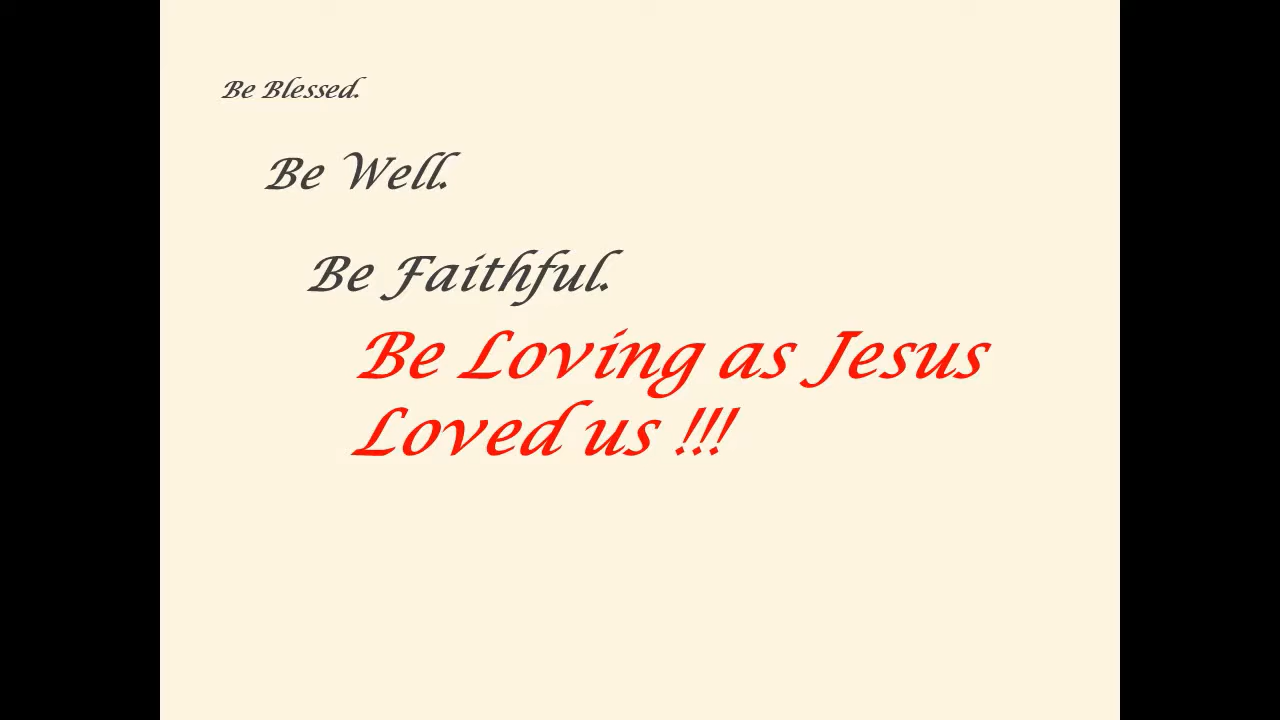 Be Blessed.
Be Well.
Be Faithful.
Be Loving as Jesus
Loved us !!!